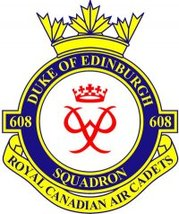 DUKE OF EDINBURGH
608 608
SQUADRON
ROYAL CANADIAN AIR CADETS